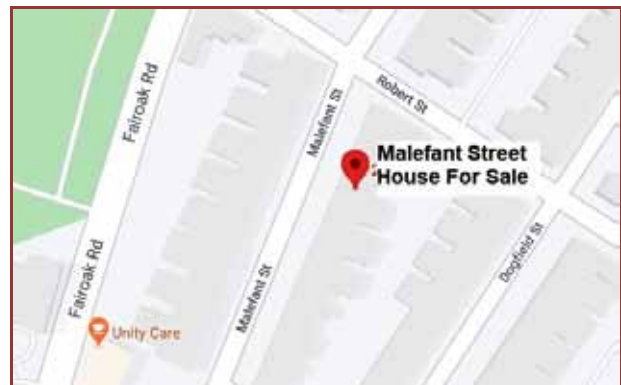 Fairoak Rd
Malefant St
Robert St
Malefant Street
House For Sale
Dogfield St
Fairoak Rd
Malefant St
Unity Care